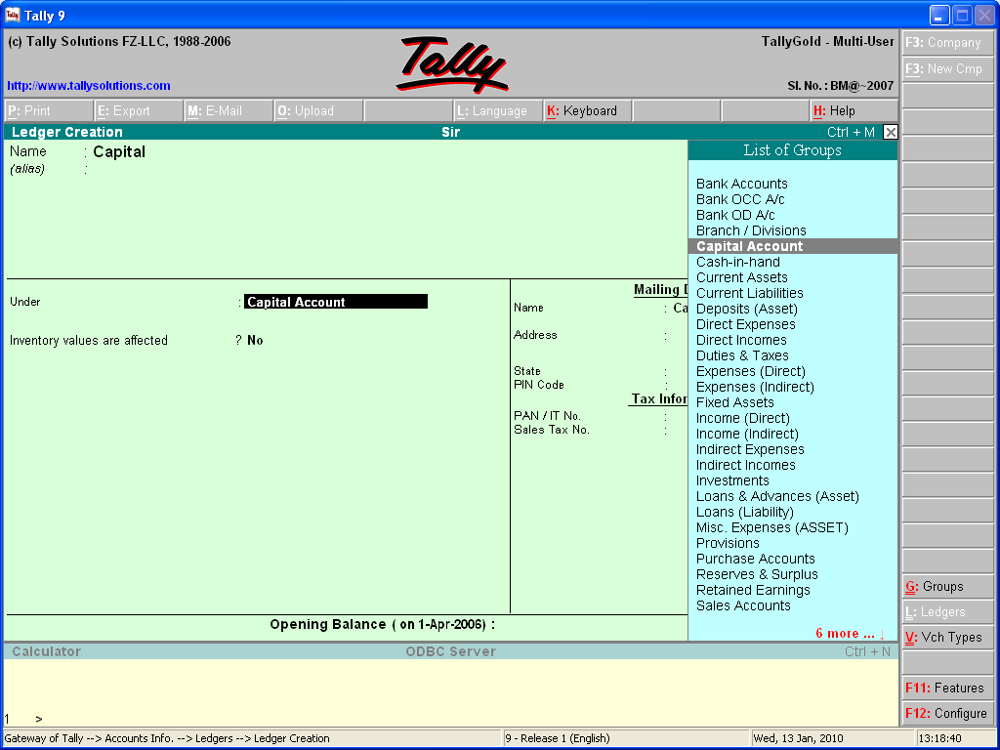 Tally 9
(c) Tally Solutions FZ-LLC, 1988-2006
Tally
TallyGold - Multi-User
http://www.tallysolutions.com
Sl. No. : BM@~2007
P: Print E: Export M: E-Mail O: Upload L: Language K: Keyboard H: Help
Ledger Creation Sir Ctrl + M
Name : Capital
(alias) :
Under : Capital Account
Inventory values are affected ? No
Mailing D
Name : Ca
Address :
State :
PIN Code :
Tax Infor
PAN / IT No. :
Sales Tax No. :
Opening Balance ( on 1-Apr-2006) :
List of Groups
Bank Accounts
Bank OCC A/c
Bank OD A/c
Branch / Divisions
Capital Account
Cash-in-hand
Current Assets
Current Liabilities
Deposits (Asset)
Direct Expenses
Direct Incomes
Duties & Taxes
Expenses (Direct)
Expenses (Indirect)
Fixed Assets
Income (Direct)
Income (Indirect)
Indirect Expenses
Indirect Incomes
Investments
Loans & Advances (Asset)
Loans (Liability)
Misc. Expenses (ASSET)
Provisions
Purchase Accounts
Reserves & Surplus
Retained Earnings
Sales Accounts
6 more ... ↓
F3: Company
F3: New Cmp
G: Groups
L: Ledgers
V: Vch Types
F11: Features
F12: Configure
Calculator ODBC Server Ctrl + N
1 >
Gateway of Tally --> Accounts Info. --> Ledgers --> Ledger Creation 9 - Release 1 (English) Wed, 13 Jan, 2010 13:18:40